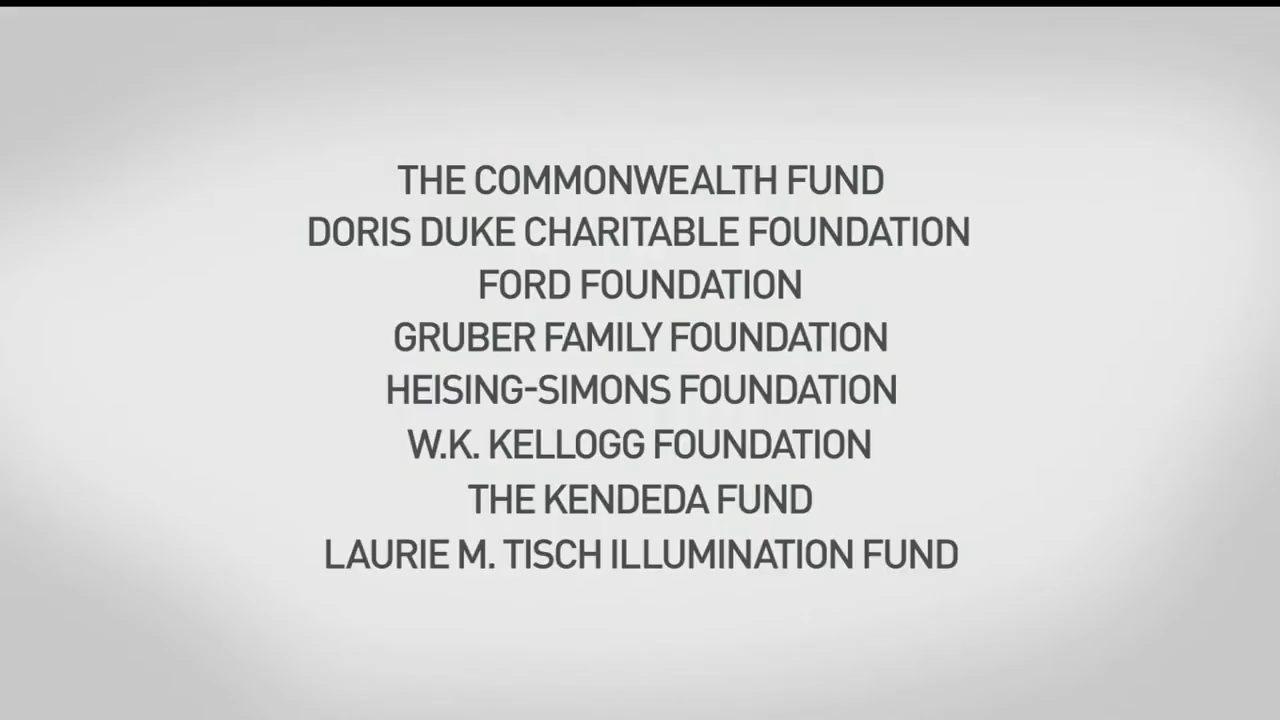 THE COMMONWEALTH FUND
DORIS DUKE CHARITABLE FOUNDATION
FORD FOUNDATION
GRUBER FAMILY FOUNDATION
HEISING-SIMONS FOUNDATION
W.K. KELLOGG FOUNDATION
THE KENDEDA FUND
LAURIE M. TISCH ILLUMINATION FUND